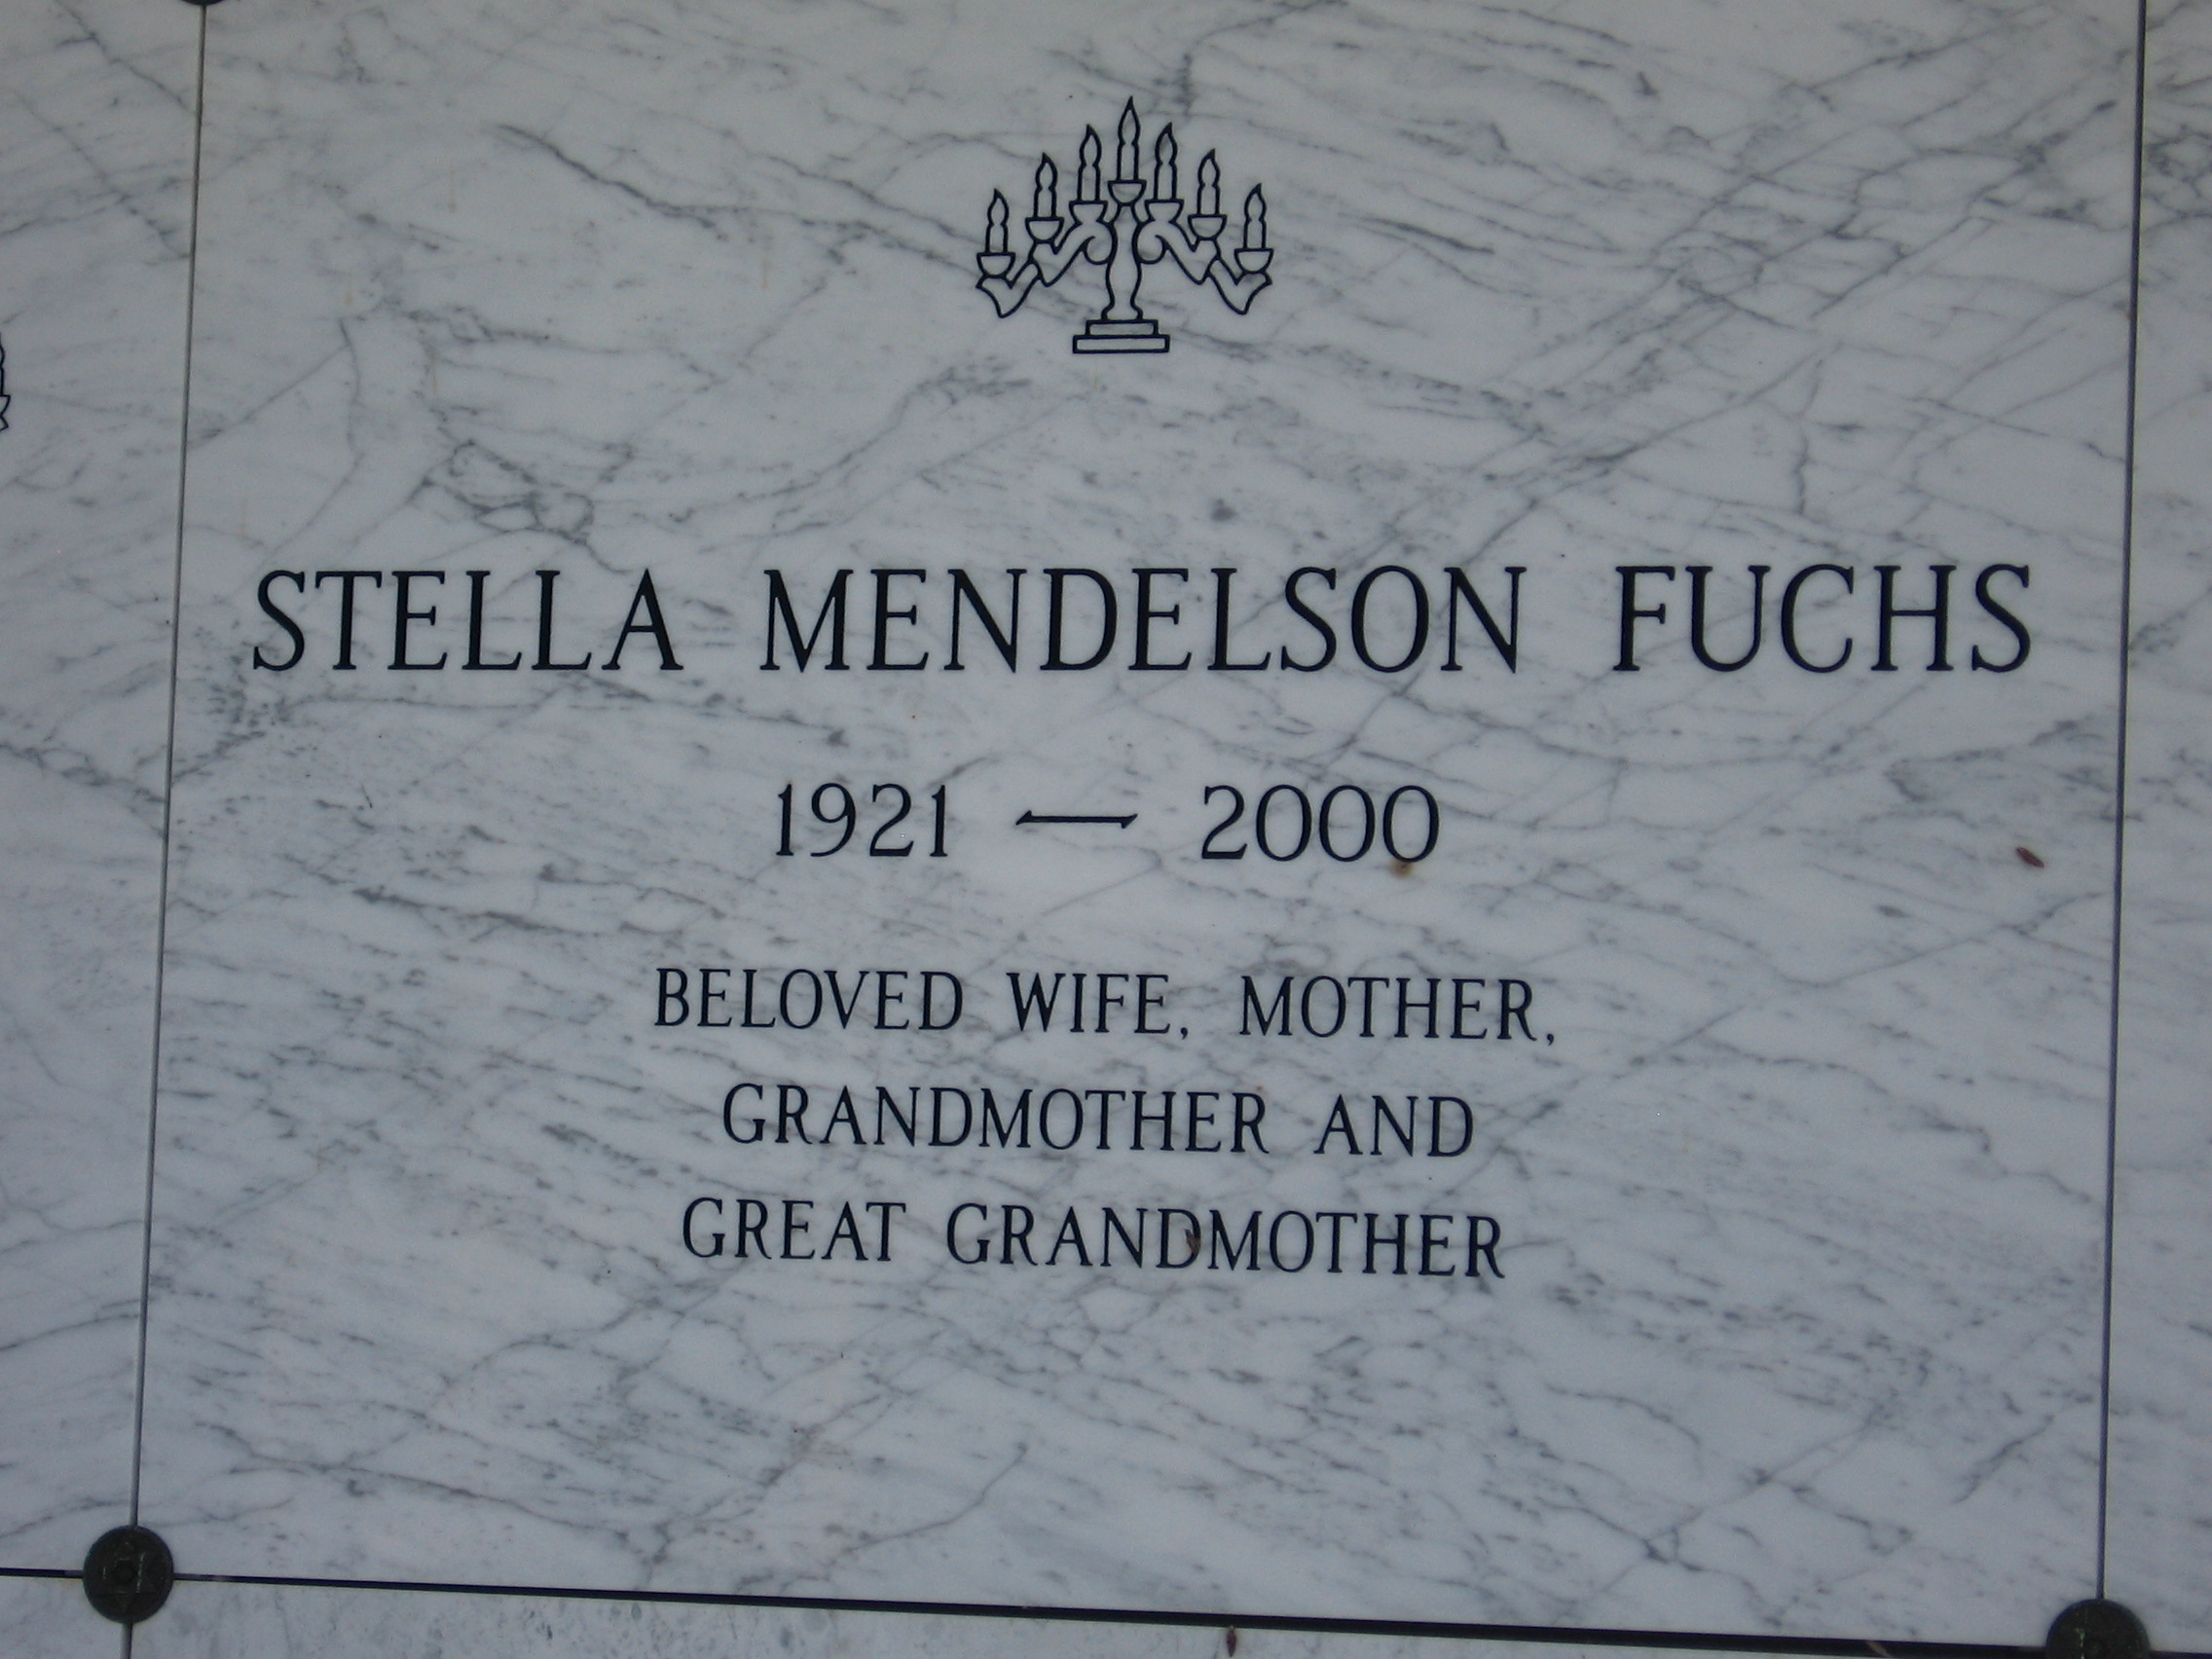 STELLA MENDELSON FUCHS
1921 — 2000
BELOVED WIFE, MOTHER,
GRANDMOTHER AND
GREAT GRANDMOTHER